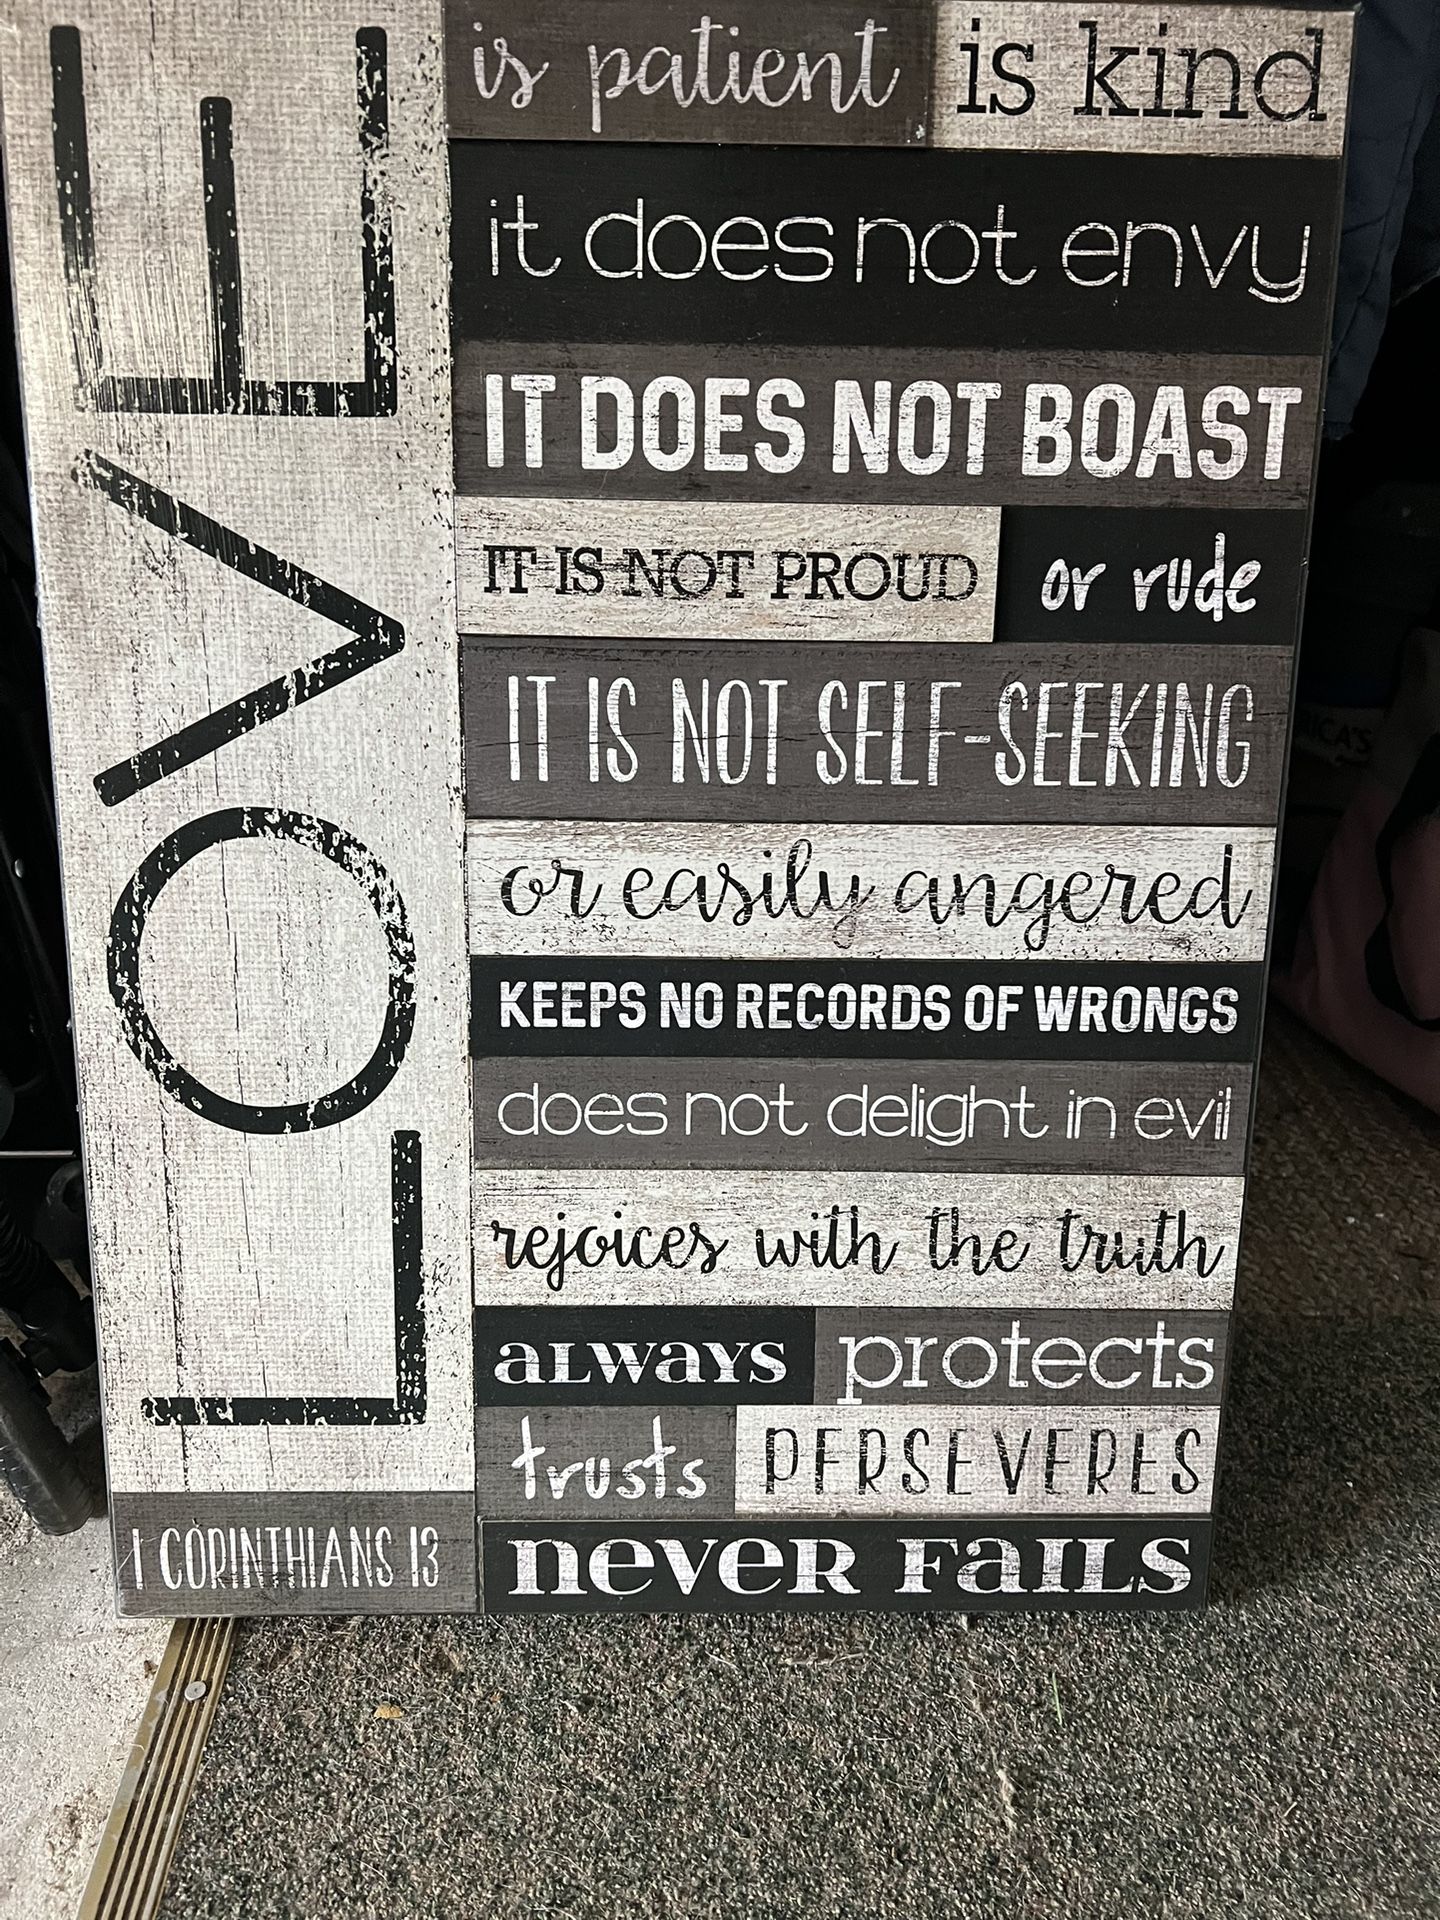 LOVE
is patient is kind
it does not envy
IT DOES NOT BOAST
IT IS NOT PROUD or rude
IT IS NOT SELF-SEEKING
or easily angered
KEEPS NO RECORDS OF WRONGS
does not delight in evil
rejoices with the truth
always protects
trusts PERSEVERES
never fails
1 CORINTHIANS 13